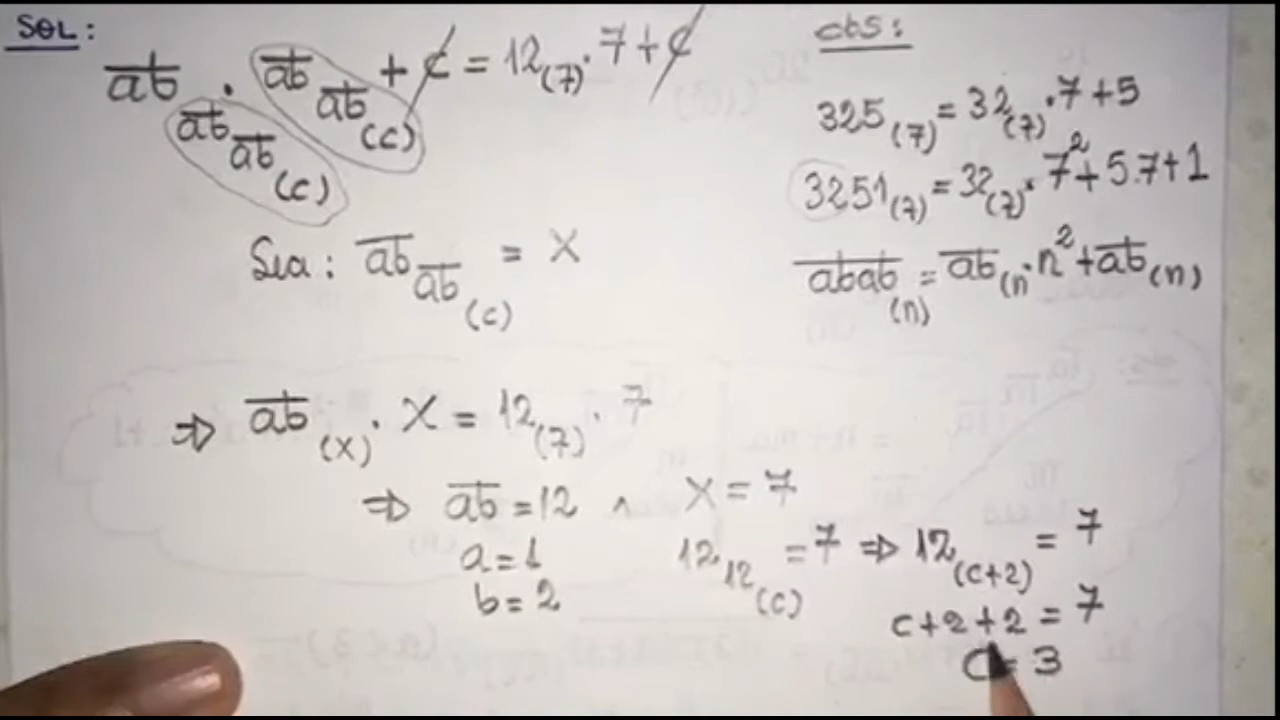 SOL:
ab . ab ab (c) + c = 12(7) . 7 + c
ab ab (c)
Sea: ab ab (c) = X
⇒ ab (x) . X = 12(7) . 7
⇒ ab = 12 ∧ X = 7
a = 1
b = 2
12 12 (c) = 7 ⇒ 12 (c+2) = 7
c+2+2 = 7
c = 3
obs:
325(7) = 32(7) . 7 + 5
3251(7) = 32(7) . 7² + 5.7 + 1
abab(n) = ab(n . n² + ab(n)